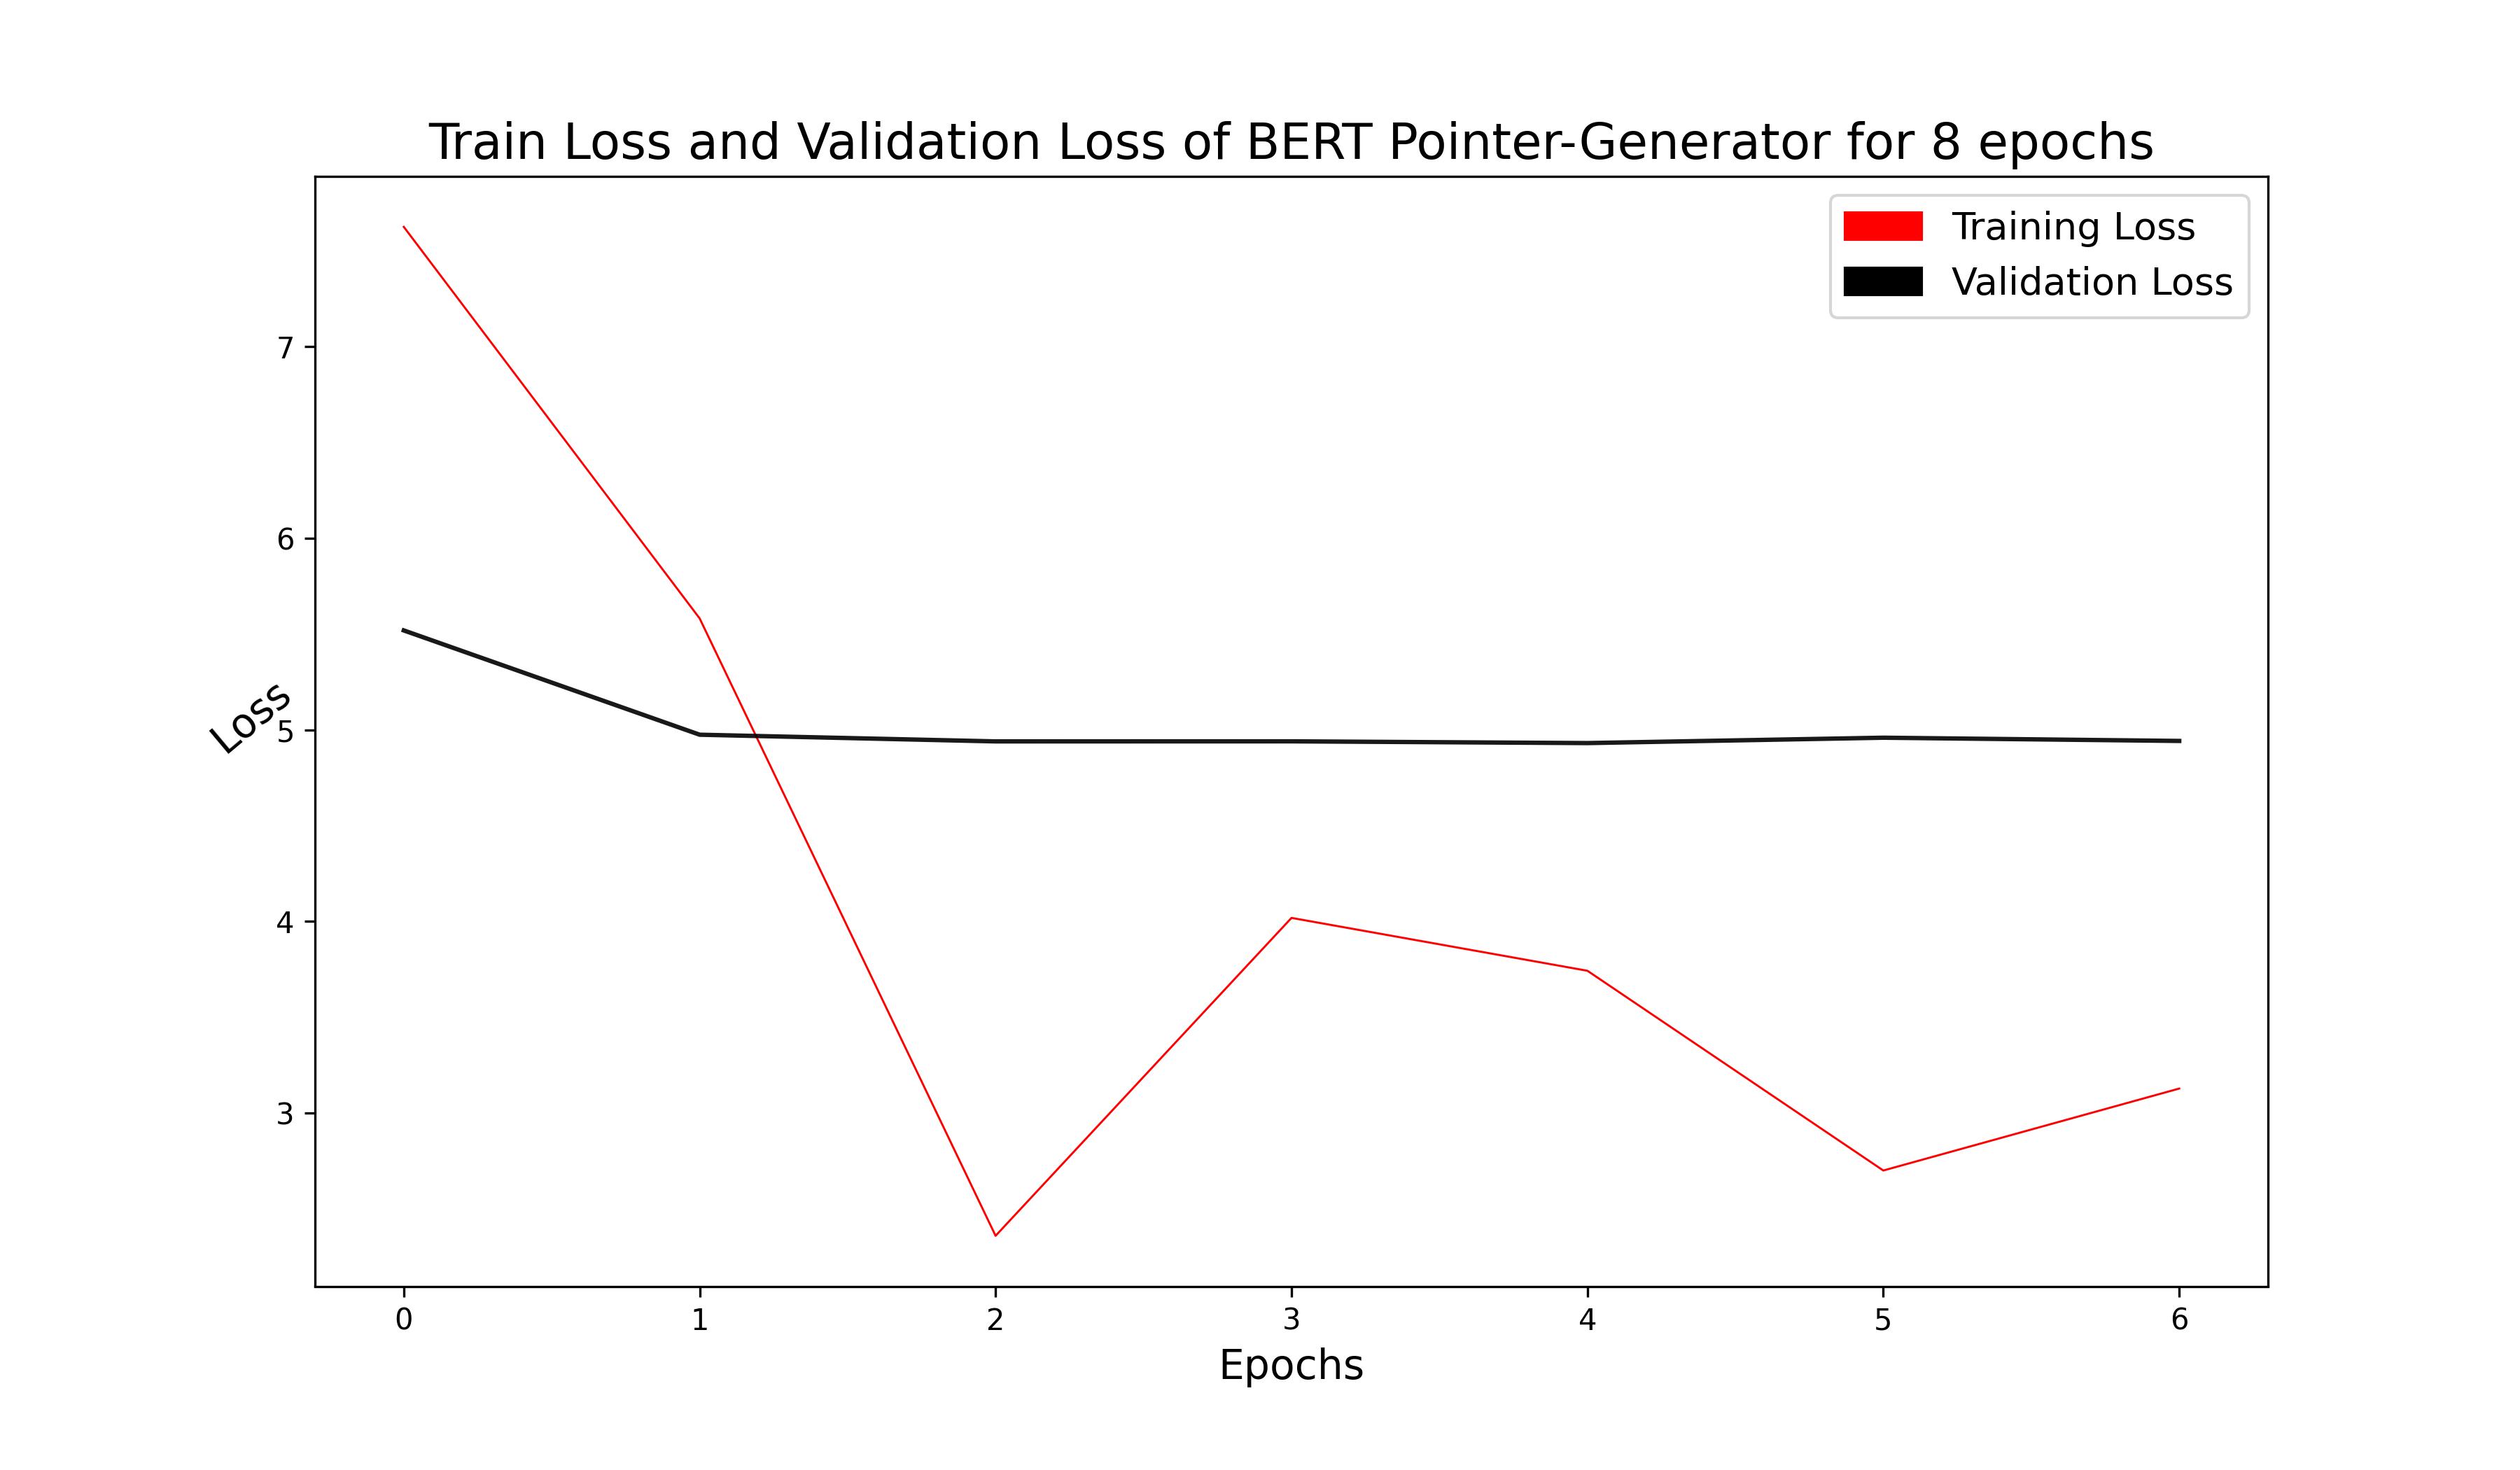 Train Loss and Validation Loss of BERT Pointer-Generator for 8 epochs
Training Loss
Validation Loss
7
6
5
4
3
Loss
0 1 2 3 4 5 6
Epochs